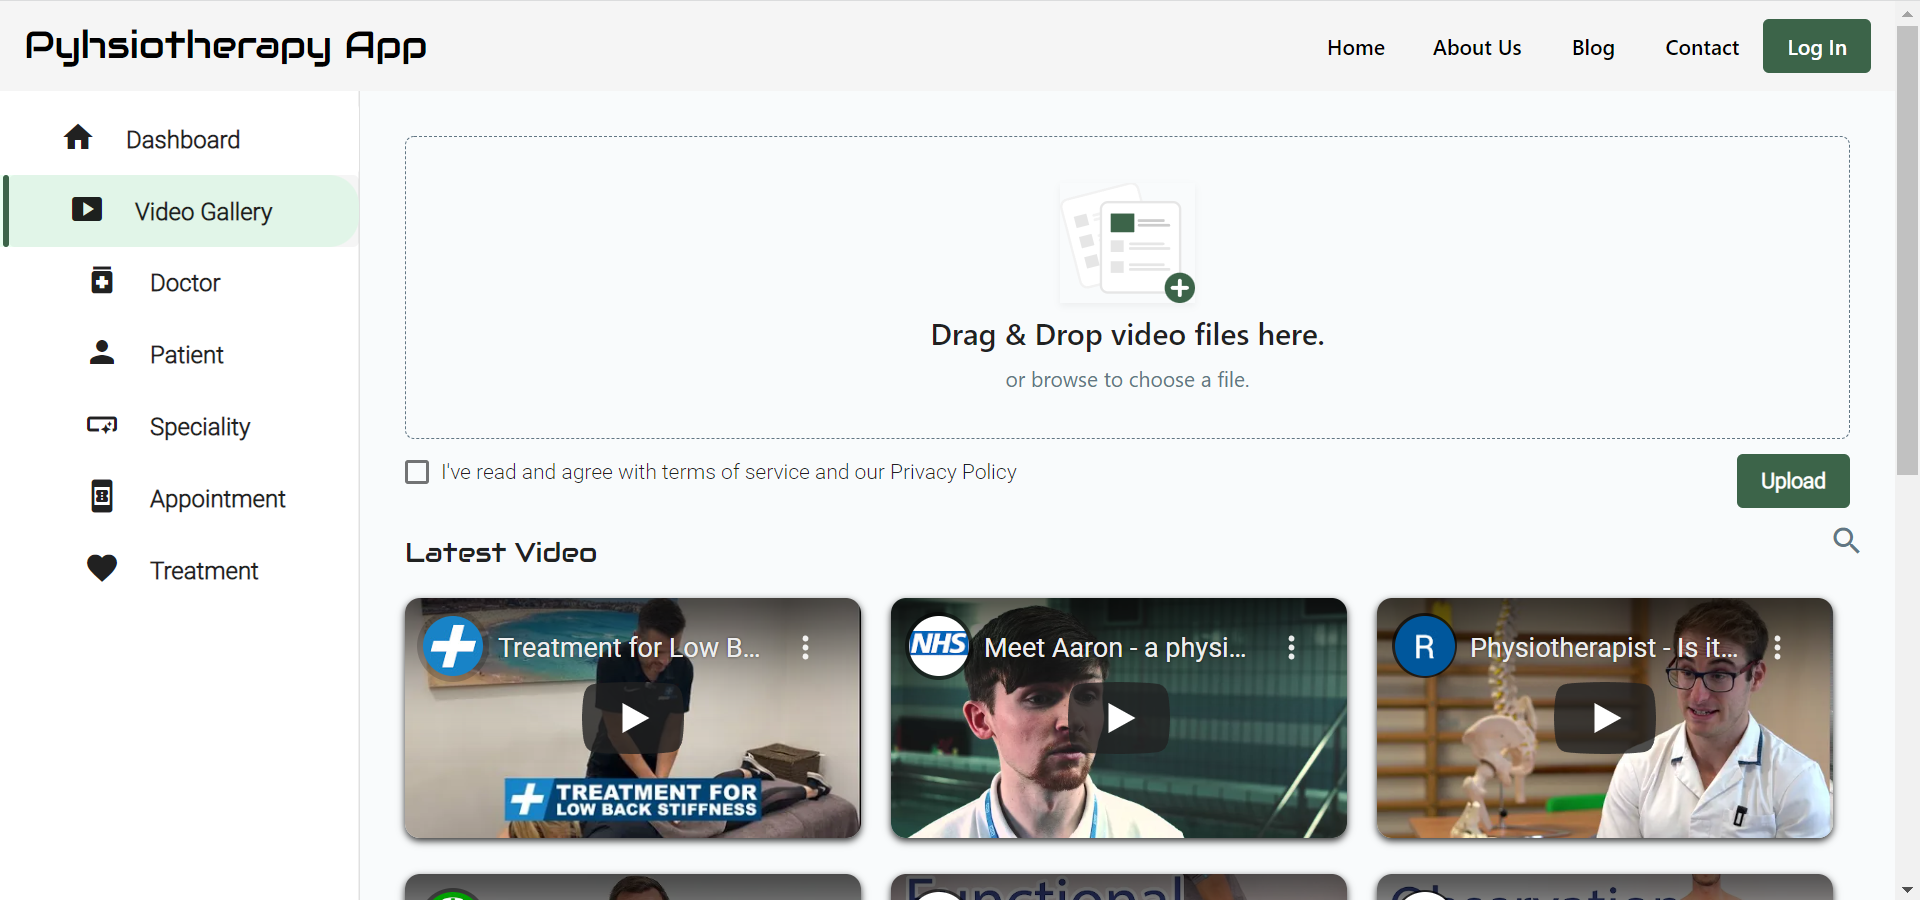 Pyhsiotherapy App
Home
About Us
Blog
Contact
Log In
Dashboard
Video Gallery
Doctor
Patient
Speciality
Appointment
Treatment
Drag & Drop video files here.
or browse to choose a file.
I've read and agree with terms of service and our Privacy Policy
Upload
Latest Video
Treatment for Low B...
TREATMENT FOR
LOW BACK STIFFNESS
NHS
Meet Aaron - a physi...
R
Physiotherapist - Is it...
Functional
Observation